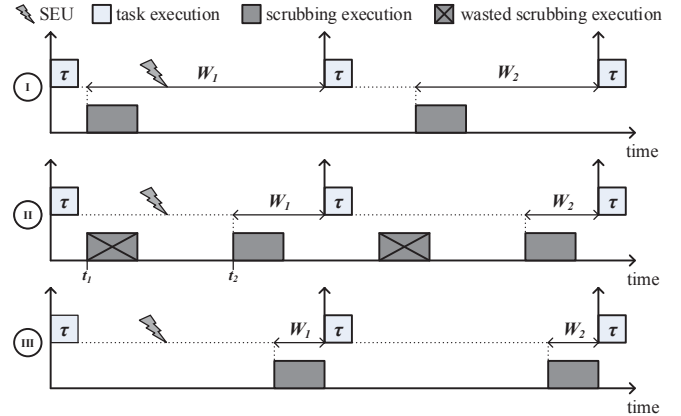 SEU task execution scrubbing execution wasted scrubbing execution
τ W1 τ W2 τ
I
time
τ W1 τ W2 τ
II
t1 t2
time
τ W1 τ W2 τ
III
time